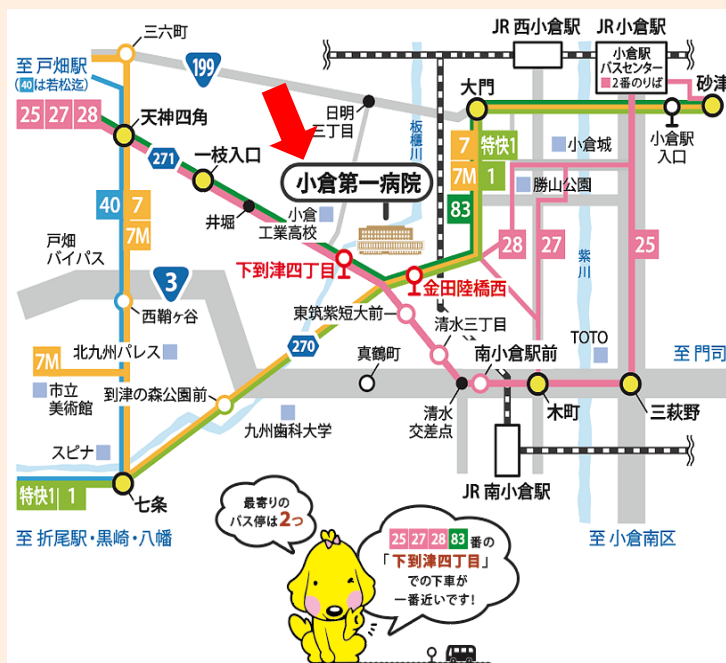 三六町
至 戸畑駅
(40は若松迄)
199
25 27 28
天神四角
271
一枝入口
井堀
日明
三丁目
板櫃川
小倉第一病院
小倉
工業高校
JR 西小倉駅
JR 小倉駅
小倉駅
バスセンター
2番のりば
砂津
大門
小倉駅
入口
7 特快1
7M 1
83
小倉城
勝山公園
28 27 25
紫川
40 7
7M
戸畑
バイパス
3
西鞘ヶ谷
下到津四丁目
金田陸橋西
東筑紫短大前
清水三丁目
270
北九州パレス
7M
市立
美術館
到津の森公園前
真鶴町
南小倉駅前
TOTO
至 門司
九州歯科大学
清水
交差点
木町
三萩野
スピナ
JR 南小倉駅
特快1 1
七条
至 折尾駅・黒崎・八幡
至 小倉南区
最寄りの
バス停は2つ
25 27 28 83 番の
「下到津四丁目」
での下車が
一番近いです!